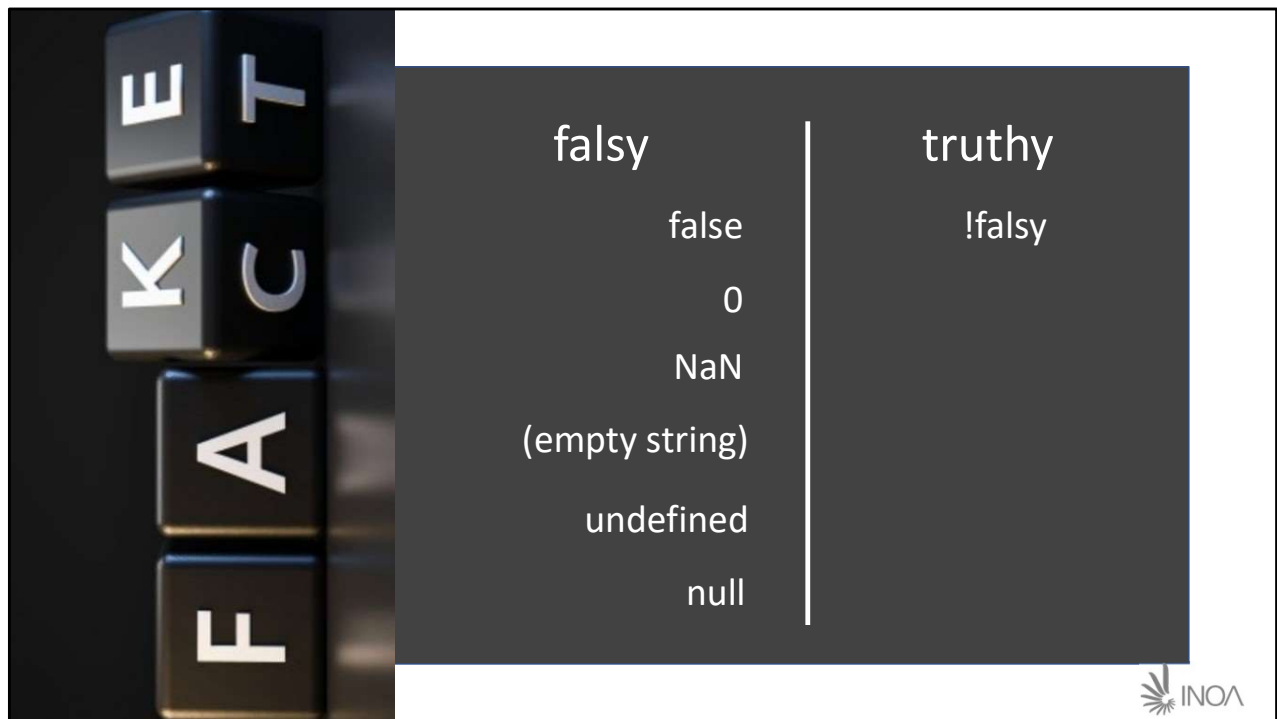 F A K E
C T
falsy
truthy
false
!falsy
0
NaN
(empty string)
undefined
null
INOA